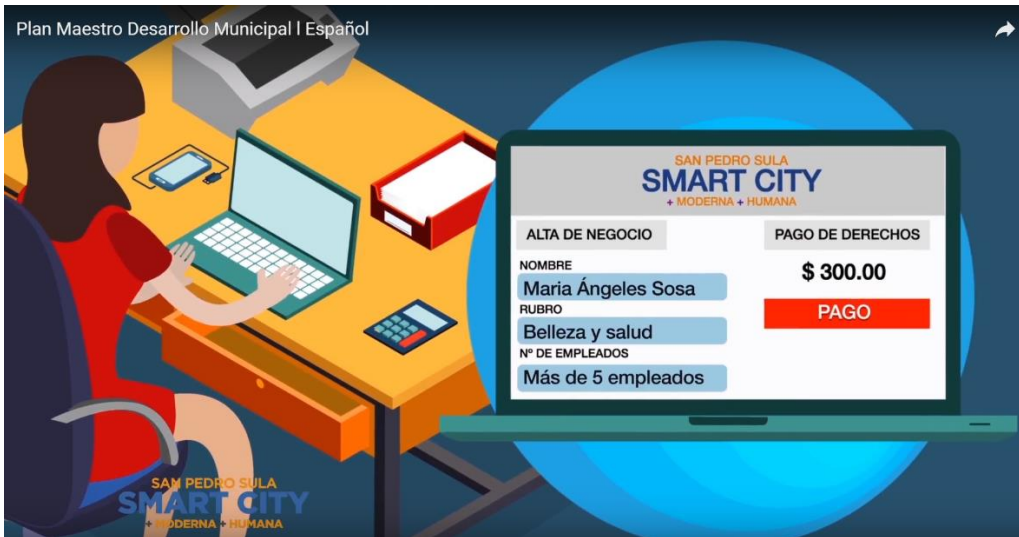 Plan Maestro Desarrollo Municipal l Español
SAN PEDRO SULA
SMART CITY
+ MODERNA + HUMANA
ALTA DE NEGOCIO
NOMBRE
Maria Ángeles Sosa
RUBRO
Belleza y salud
Nº DE EMPLEADOS
Más de 5 empleados
PAGO DE DERECHOS
$ 300.00
PAGO
SAN PEDRO SULA
SMART CITY
+ MODERNA + HUMANA